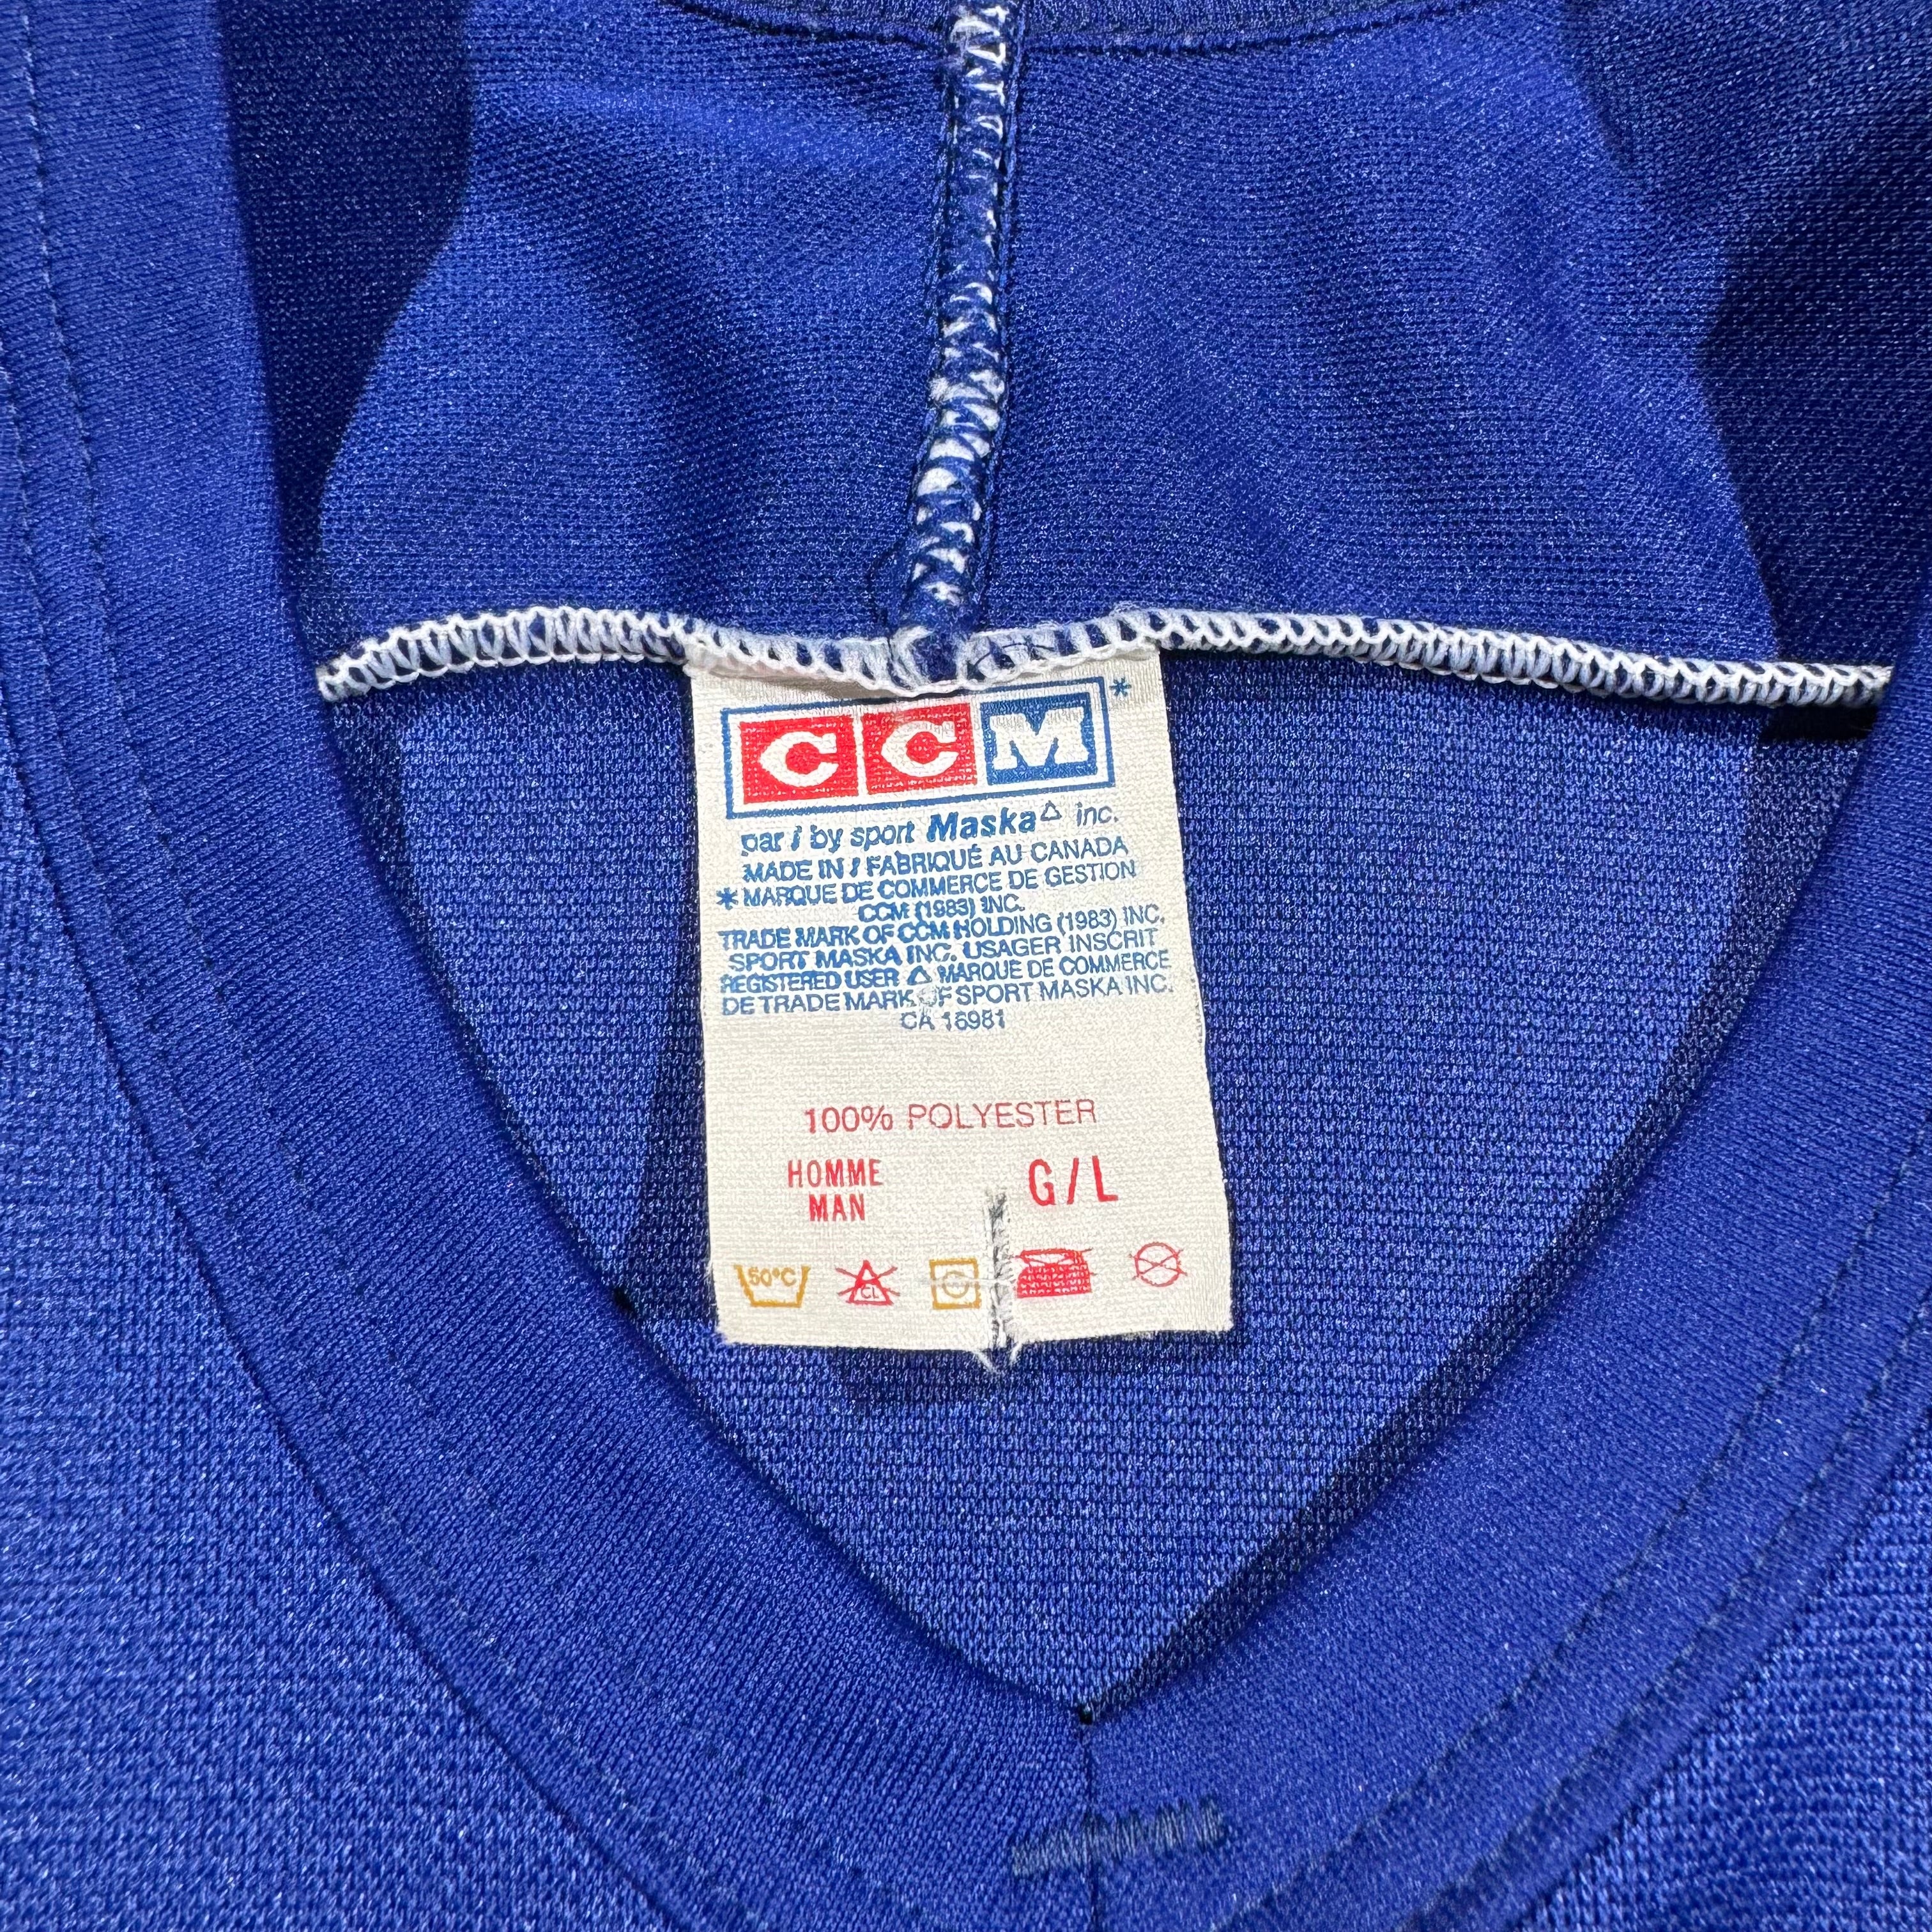 CCM*
par / by sport Maska△ inc.
MADE IN / FABRIQUÉ AU CANADA
* MARQUE DE COMMERCE DE GESTION
CCM (1983) INC.
TRADE MARK OF CCM HOLDING (1983) INC.
SPORT MASKA INC. USAGER INSCRIT
REGISTERED USER △ MARQUE DE COMMERCE
DE TRADE MARK OF SPORT MASKA INC.
CA 16981
100% POLYESTER
HOMME G/L
MAN
50°C CL